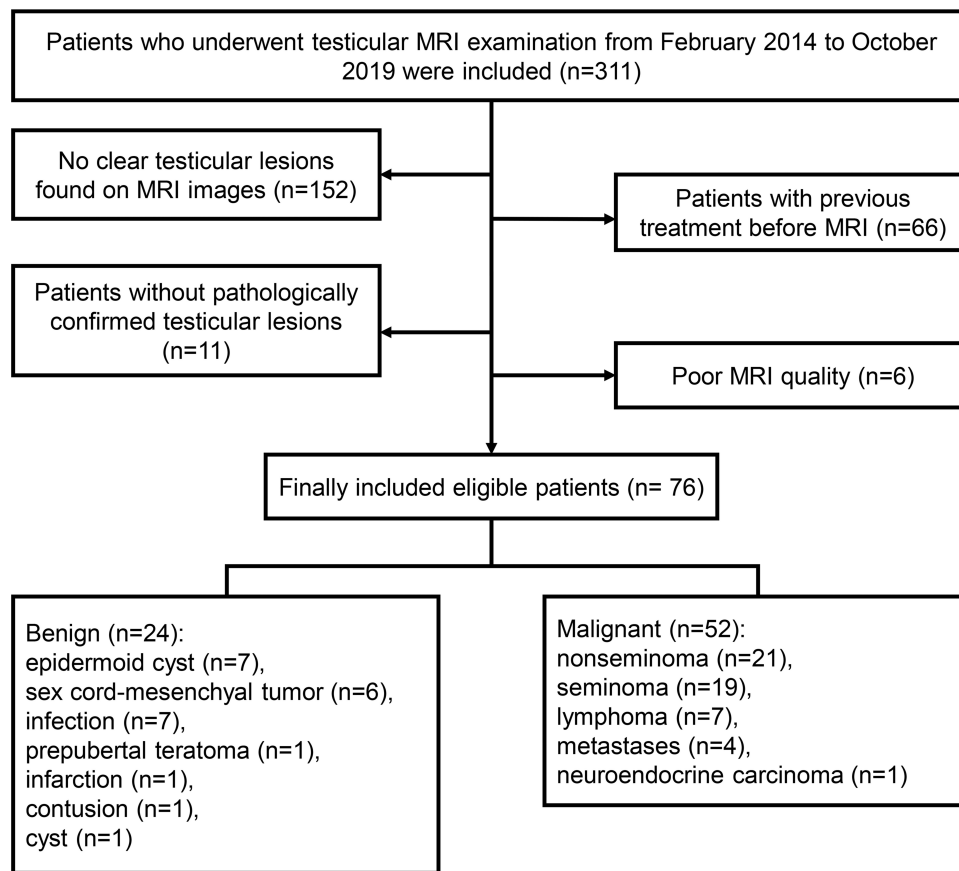 Patients who underwent testicular MRI examination from February 2014 to October
2019 were included (n=311)
No clear testicular lesions
found on MRI images (n=152)
Patients with previous
treatment before MRI (n=66)
Patients without pathologically
confirmed testicular lesions
(n=11)
Poor MRI quality (n=6)
Finally included eligible patients (n= 76)
Benign (n=24):
epidermoid cyst (n=7),
sex cord-mesenchyal tumor (n=6),
infection (n=7),
prepubertal teratoma (n=1),
infarction (n=1),
contusion (n=1),
cyst (n=1)
Malignant (n=52):
nonseminoma (n=21),
seminoma (n=19),
lymphoma (n=7),
metastases (n=4),
neuroendocrine carcinoma (n=1)